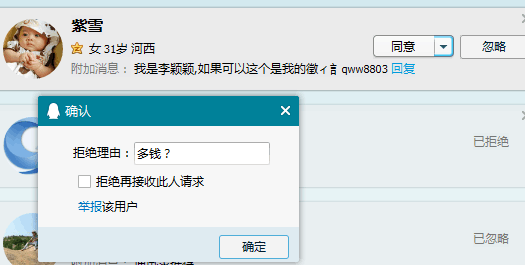 紫雪
女 31岁 河西
同意
忽略
附加消息： 我是李颖颖,如果可以这个是我的徵ィ言 qww8803 回复
确认
拒绝理由： 多钱？
拒绝再接收此人请求
举报该用户
确定
已拒绝
已忽略